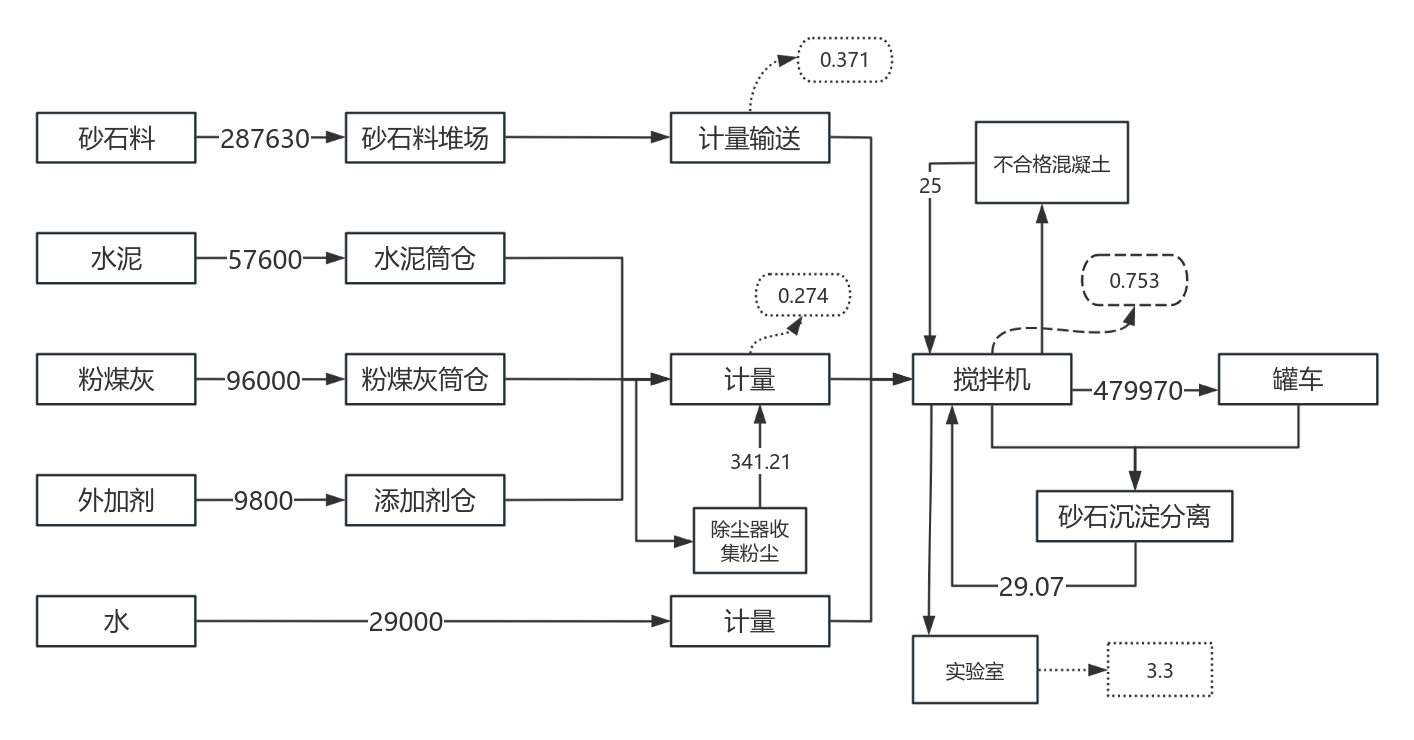 0.371
砂石料
287630
砂石料堆场
计量输送
不合格混凝土
25
水泥
57600
水泥筒仓
0.274
0.753
粉煤灰
96000
粉煤灰筒仓
计量
搅拌机
479970
罐车
341.21
外加剂
9800
添加剂仓
除尘器收
集粉尘
砂石沉淀分离
29.07
水
29000
计量
实验室
3.3